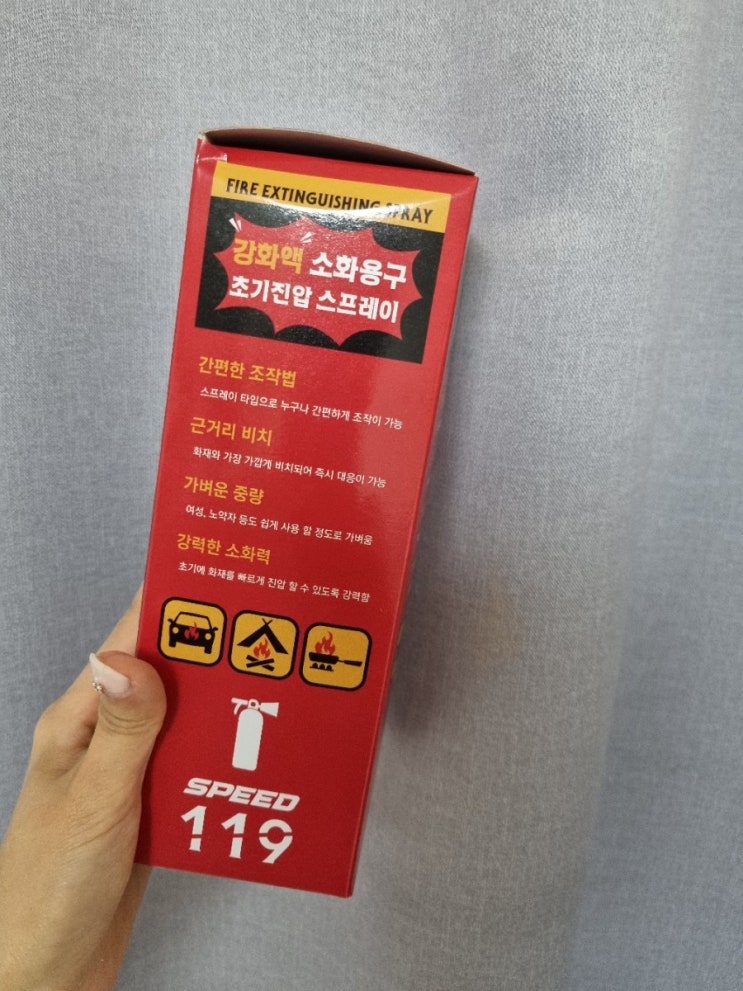 FIRE EXTINGUISHING SPRAY
강화액 소화용구
초기진압 스프레이
간편한 조작법
스프레이 타입으로 누구나 간편하게 조작이 가능
근거리 비치
화재와 가장 가깝게 비치되어 즉시 대응이 가능
가벼운 중량
여성, 노약자 등도 쉽게 사용 할 정도로 가벼움
강력한 소화력
초기에 화재를 빠르게 진압 할 수 있도록 강력함
SPEED
119